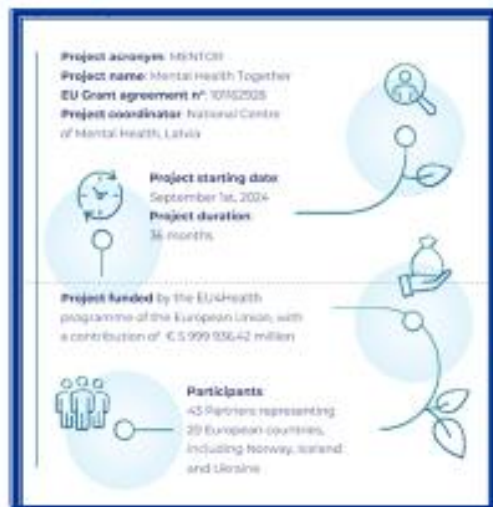 Project acronym: MENTOR
Project name: Mental Health Together
EU Grant agreement n°:
Project coordinator: National Centre
of Mental Health, Latvia
Project starting date:
September 1st, 2024
Project duration:
36 months
Project funded by the EU4Health
programme of the European Union, with
a contribution of € 5 999 936.42 million
Participants
43 Partners representing
European countries,
including Norway, Iceland
and Ukraine